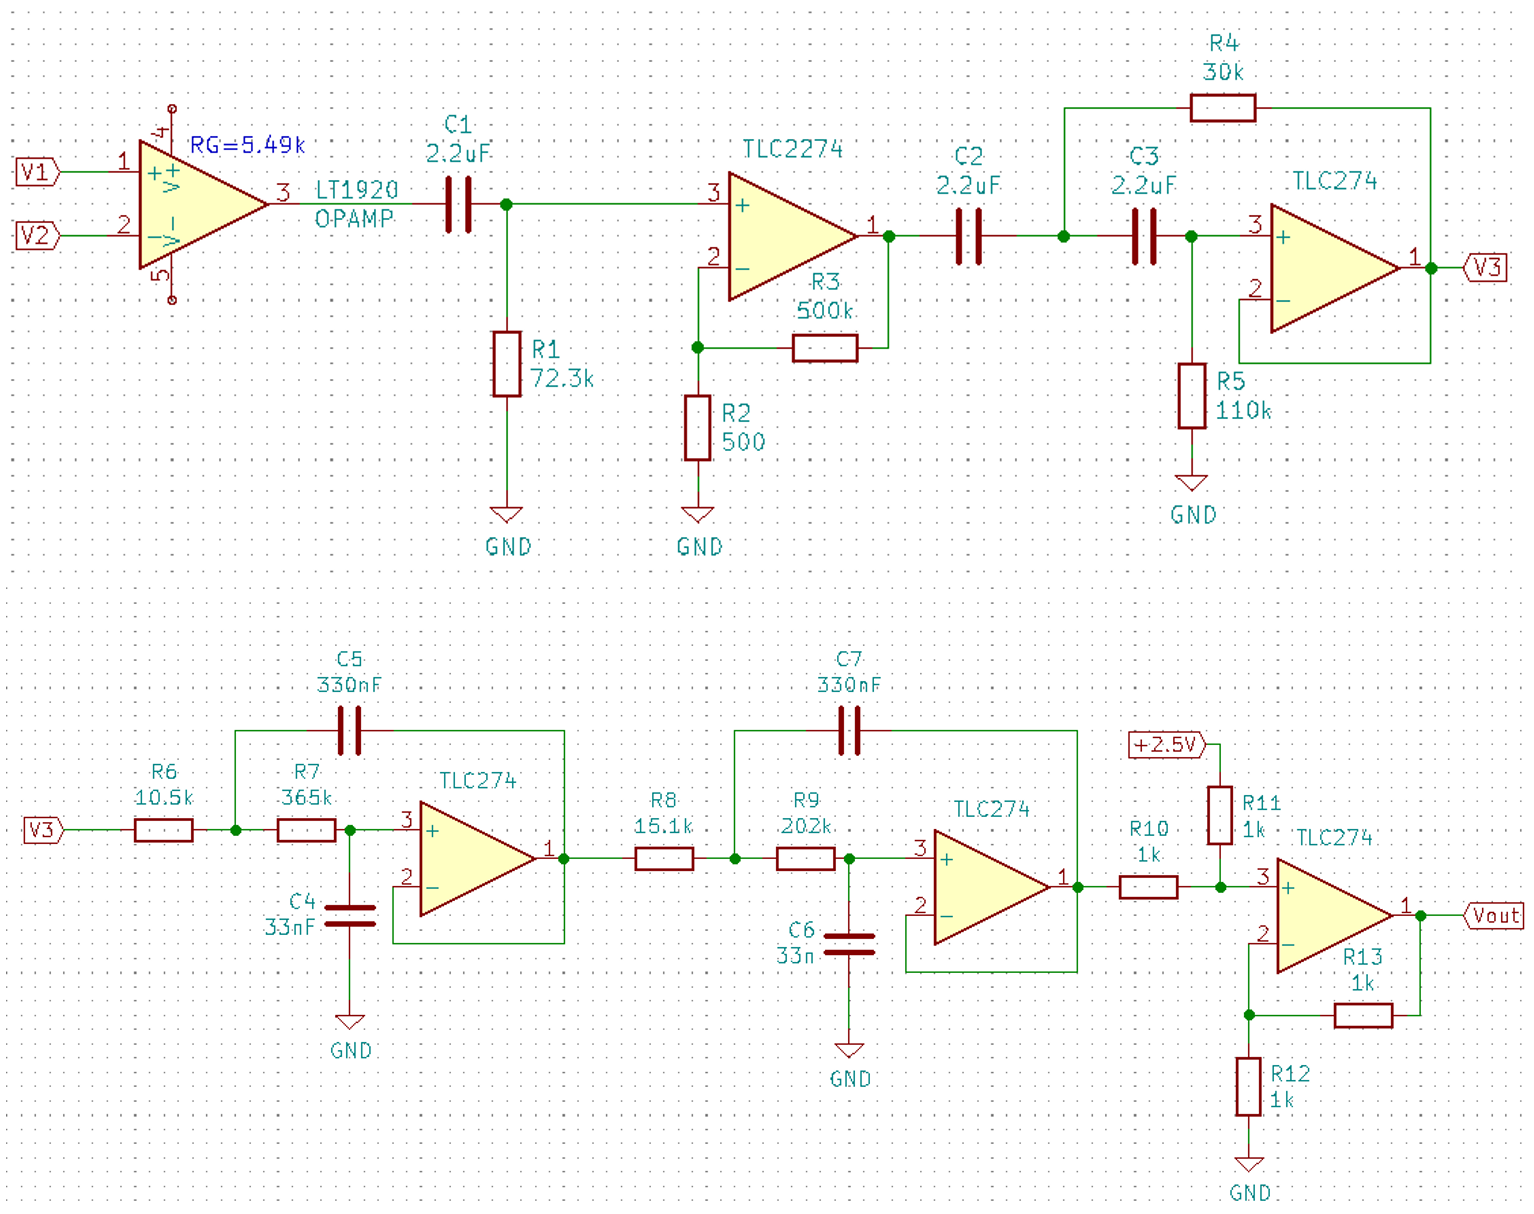 R4
30k
4
RG=5.49k
C1
2.2uF
TLC2274
C2
2.2uF
C3
2.2uF
TLC274
V1
1
+
V+
3
LT1920
OPAMP
3
+
1
3
+
1
V3
V2
2
−
V-
5
2
−
R3
500k
2
−
R1
72.3k
R2
500
R5
110k
GND
GND
GND
C5
330nF
C7
330nF
+2.5V
R6
10.5k
R7
365k
TLC274
R8
15.1k
R9
202k
TLC274
R10
1k
R11
1k
TLC274
V3
3
+
1
2
−
3
+
1
2
−
3
+
1
Vout
2
−
C4
33nF
C6
33n
R13
1k
GND
GND
R12
1k
GND